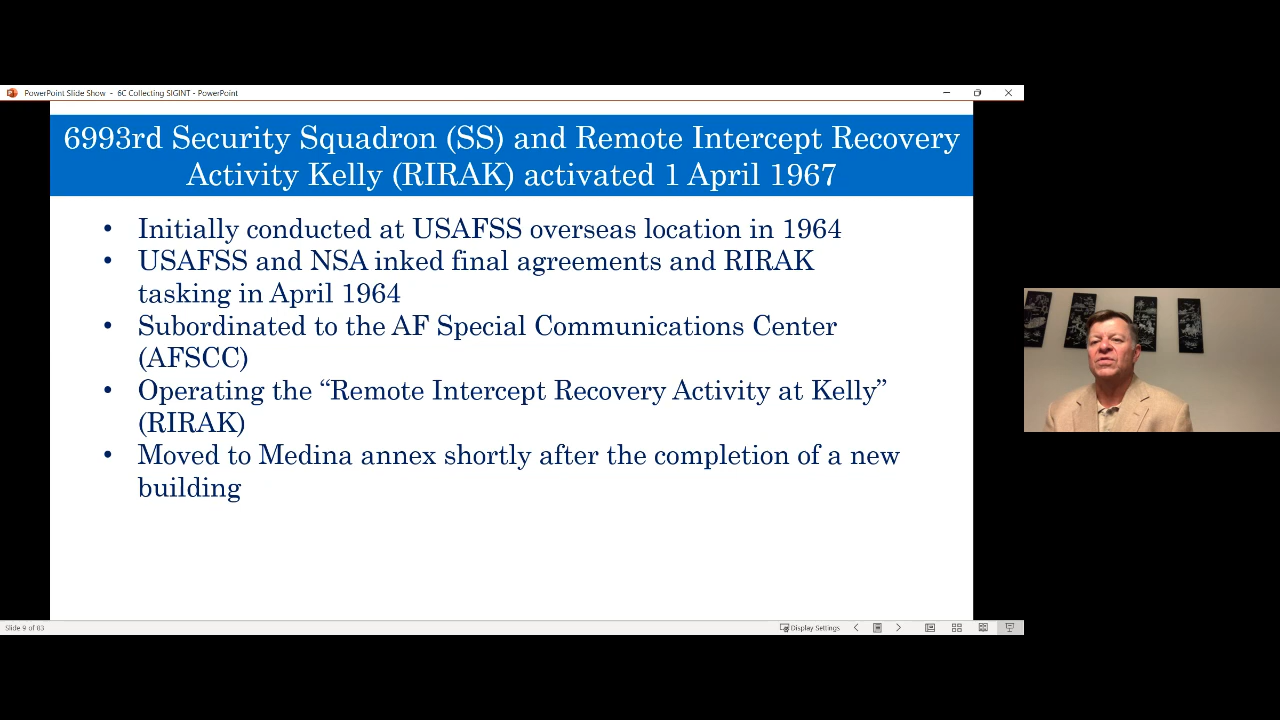 PowerPoint Slide Show - 6C Collecting SIGINT - PowerPoint
6993rd Security Squadron (SS) and Remote Intercept Recovery
Activity Kelly (RIRAK) activated 1 April 1967
• Initially conducted at USAFSS overseas location in 1964
• USAFSS and NSA inked final agreements and RIRAK
tasking in April 1964
• Subordinated to the AF Special Communications Center
(AFSCC)
• Operating the “Remote Intercept Recovery Activity at Kelly”
(RIRAK)
• Moved to Medina annex shortly after the completion of a new
building
Slide 9 of 83
Display Settings